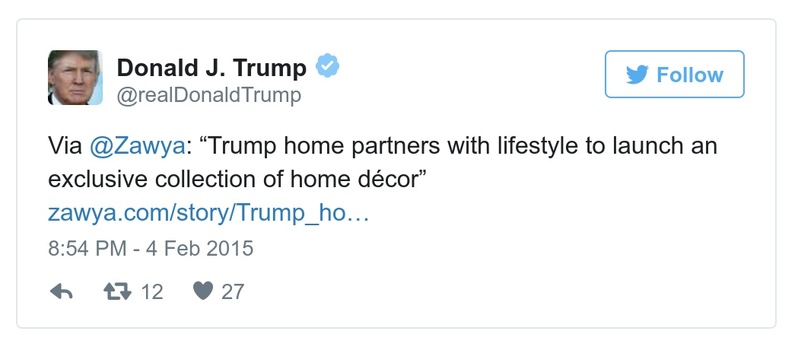 Donald J. Trump
@realDonaldTrump
Follow
Via @Zawya: “Trump home partners with lifestyle to launch an
exclusive collection of home décor”
zawya.com/story/Trump_ho…
8:54 PM - 4 Feb 2015
12 27